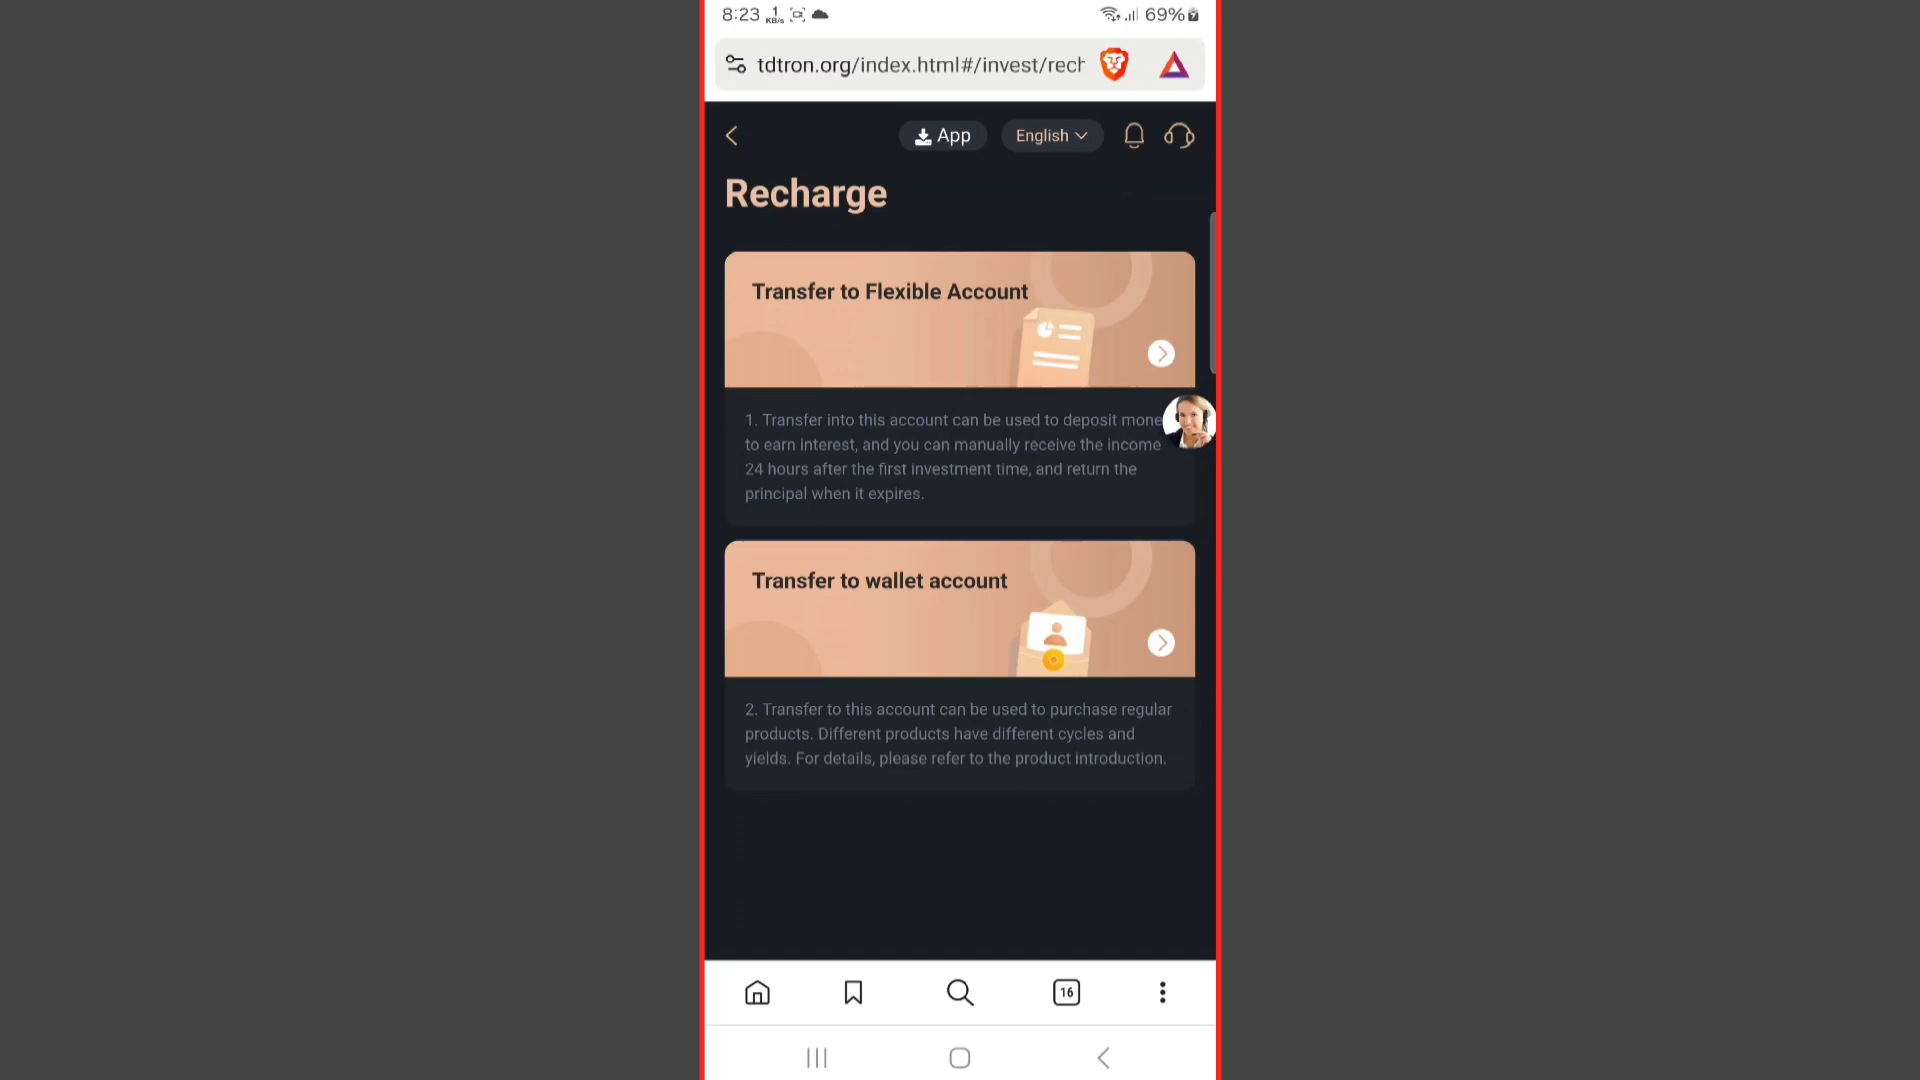 8:23 1 KB/s 69%
tdtron.org/index.html#/invest/rech
App English
Recharge
Transfer to Flexible Account
1. Transfer into this account can be used to deposit mone
to earn interest, and you can manually receive the income
24 hours after the first investment time, and return the
principal when it expires.
Transfer to wallet account
2. Transfer to this account can be used to purchase regular
products. Different products have different cycles and
yields. For details, please refer to the product introduction.
16